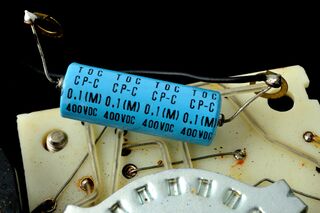 TOC TOC TOC TOC
CP-C CP-C CP-C CP-C
0.1(M) 0.1(M) 0.1(M) 0.1(M)
400VDC 400VDC 400VDC 400VDC